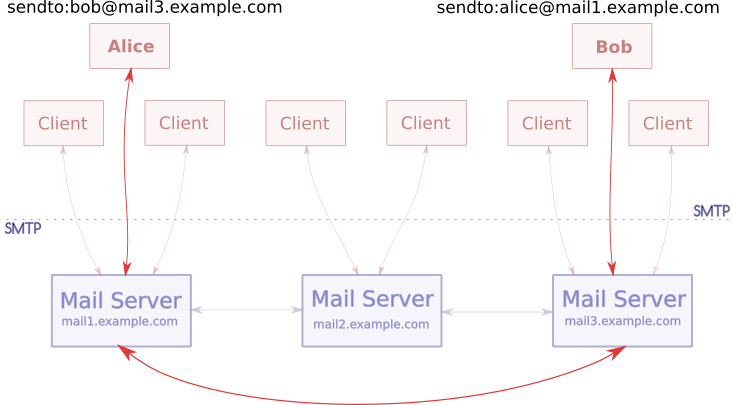 sendto:bob@mail3.example.com
sendto:alice@mail1.example.com
Alice
Bob
Client
Client
Client
Client
Client
Client
SMTP
SMTP
Mail Server
mail1.example.com
Mail Server
mail2.example.com
Mail Server
mail3.example.com